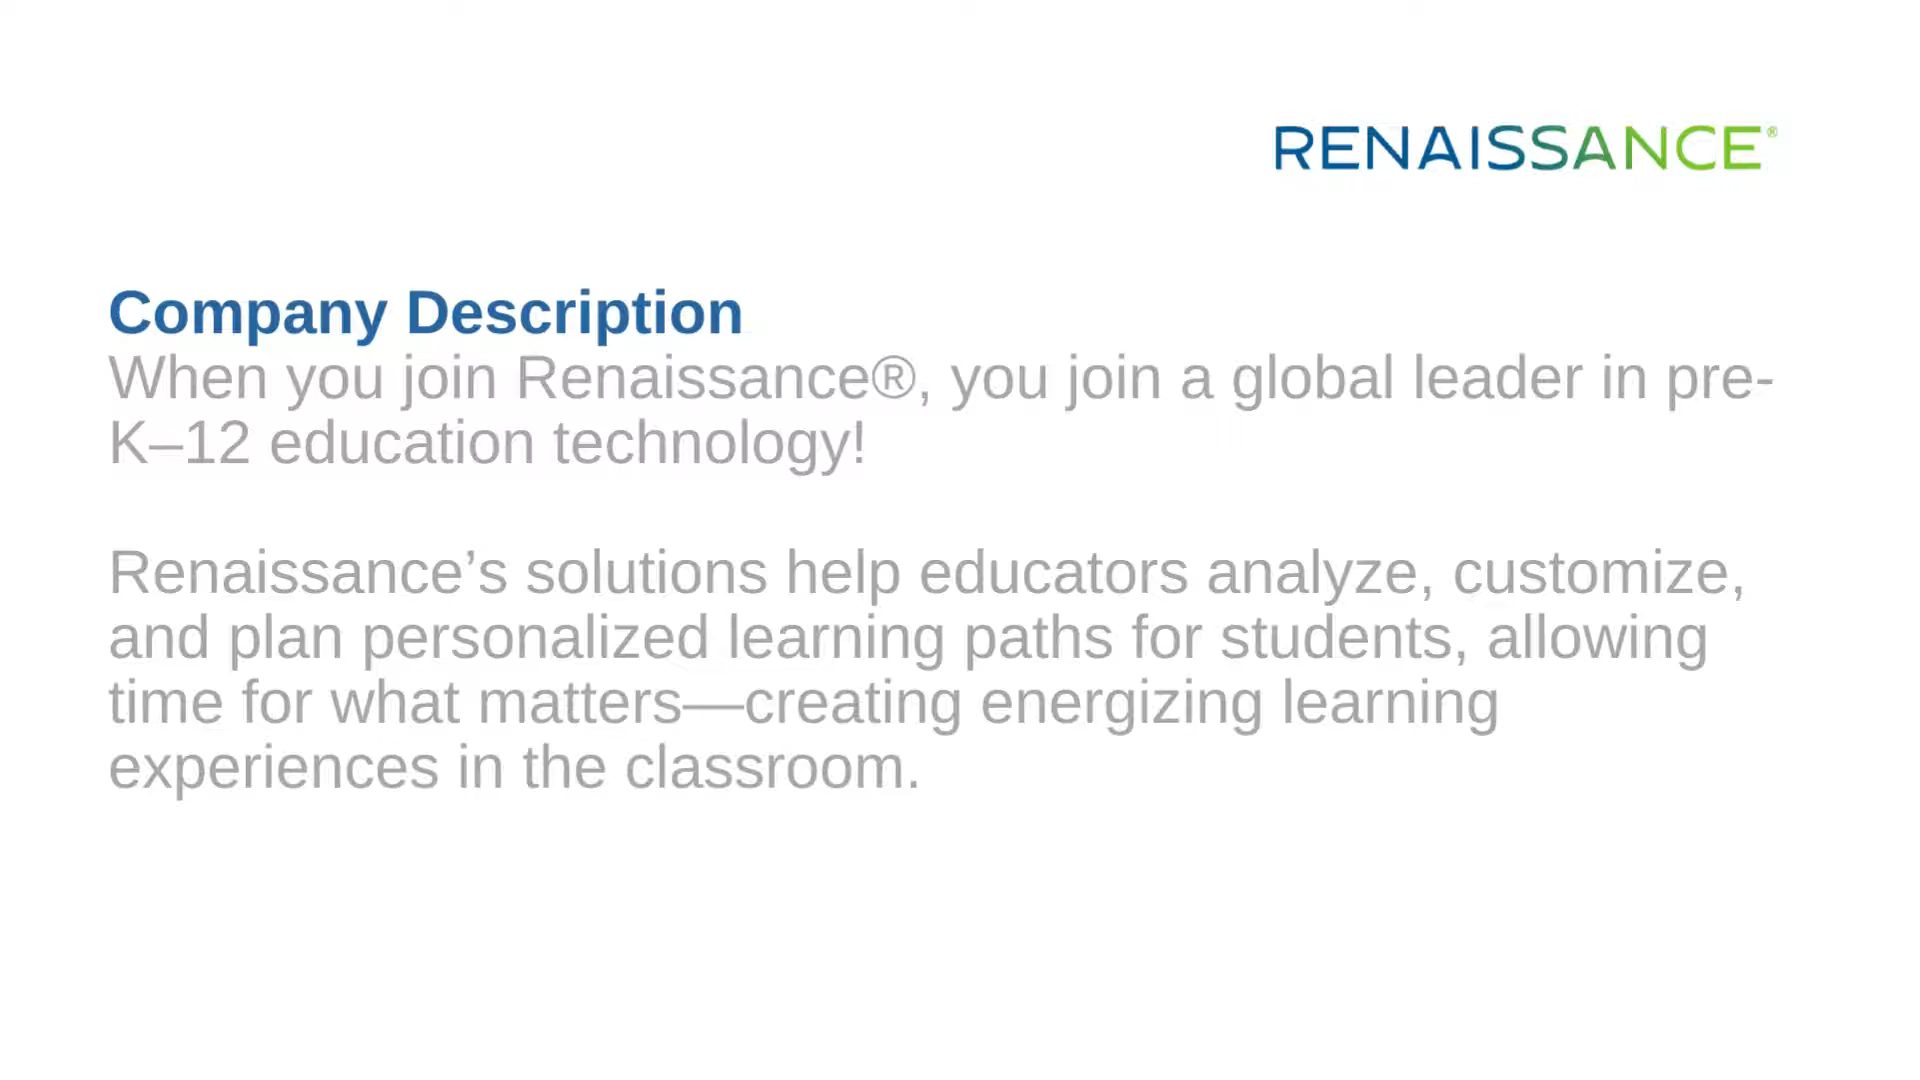 RENAISSANCE®
Company Description
When you join Renaissance®, you join a global leader in pre-
K–12 education technology!
Renaissance’s solutions help educators analyze, customize,
and plan personalized learning paths for students, allowing
time for what matters—creating energizing learning
experiences in the classroom.